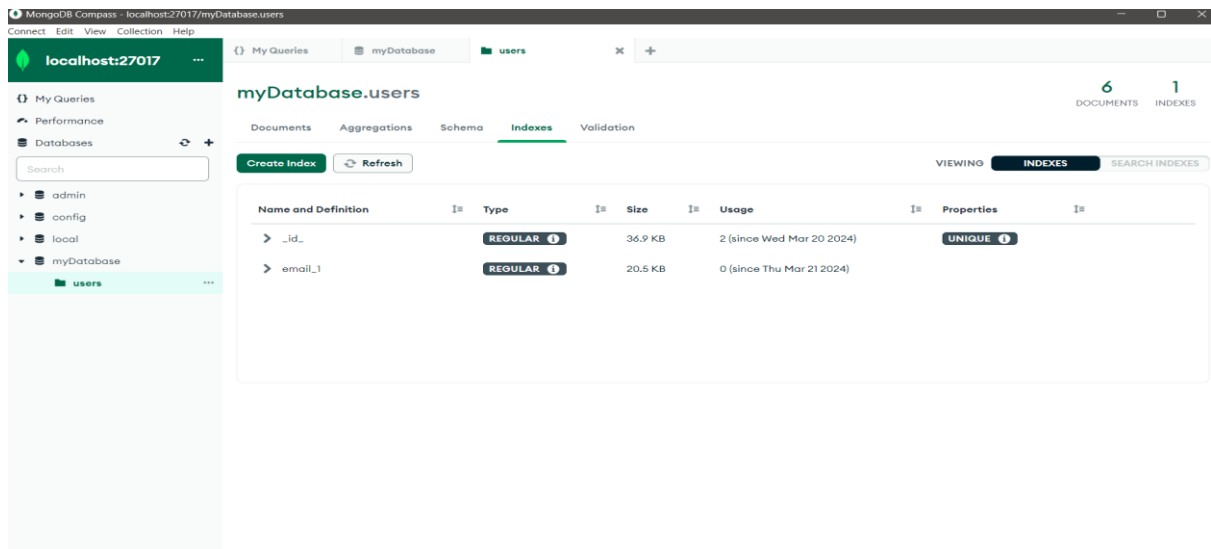 MongoDB Compass - localhost:27017/myDatabase.users
Connect Edit View Collection Help
localhost:27017 ...
{} My Queries
Performance
Databases
Search
admin
config
local
myDatabase
users ...
{} My Queries myDatabase users
myDatabase.users
6 DOCUMENTS 1 INDEXES
Documents Aggregations Schema Indexes Validation
Create Index Refresh
VIEWING INDEXES SEARCH INDEXES
Name and Definition Type Size Usage Properties
_id_ REGULAR 36.9 KB 2 (since Wed Mar 20 2024) UNIQUE
email_1 REGULAR 20.5 KB 0 (since Thu Mar 21 2024)